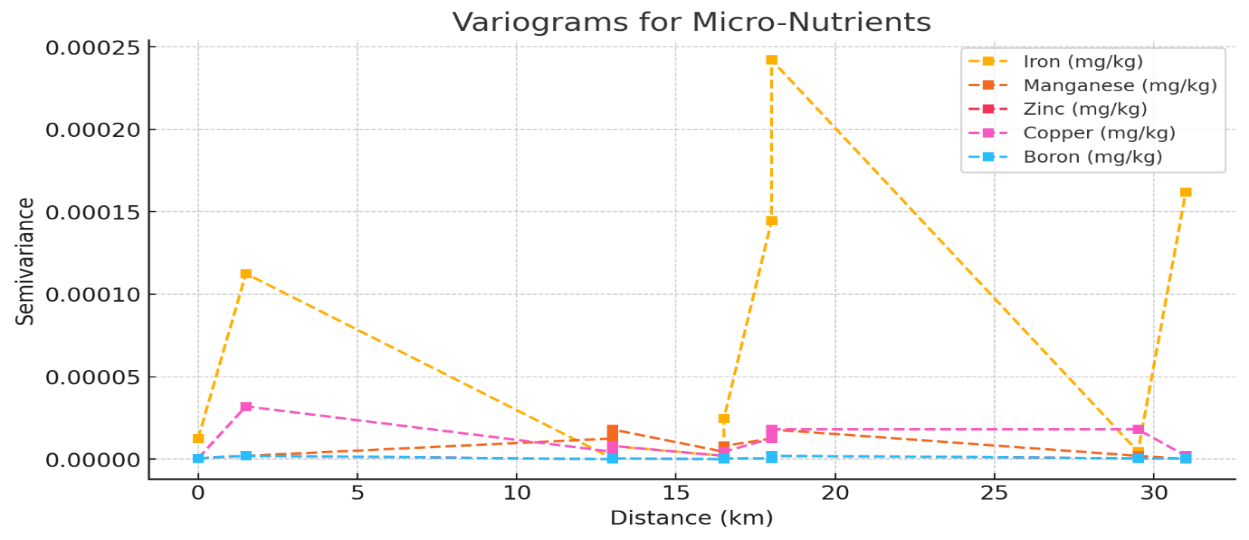 Variograms for Micro-Nutrients
0.00025
0.00020
0.00015
0.00010
0.00005
0.00000
Semivariance
Iron (mg/kg)
Manganese (mg/kg)
Zinc (mg/kg)
Copper (mg/kg)
Boron (mg/kg)
0 5 10 15 20 25 30
Distance (km)